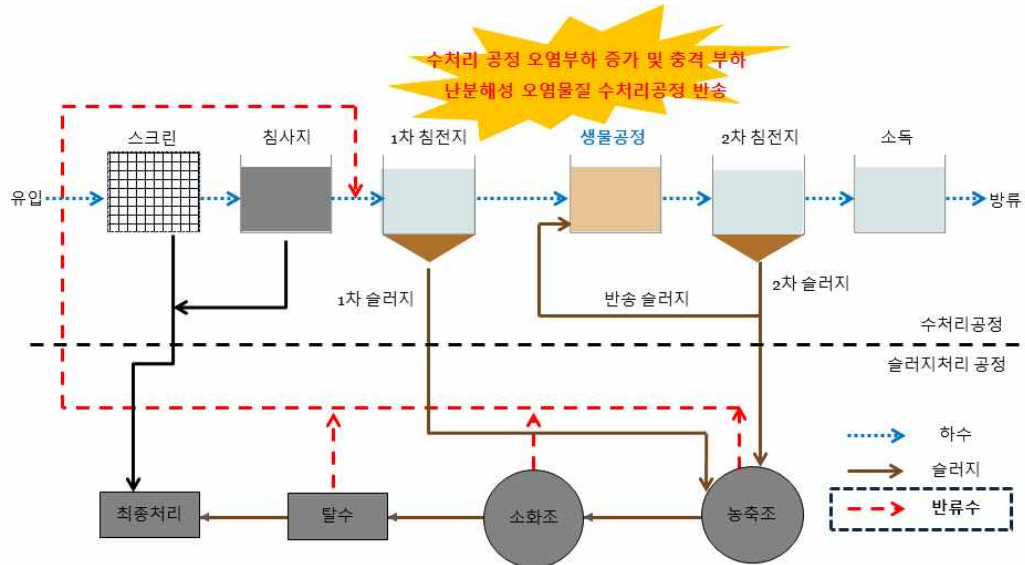 수처리 공정 오염부하 증가 및 충격 부하
난분해성 오염물질 수처리공정 반송
스크린
침사지
1차 침전지
생물공정
2차 침전지
소독
유입
방류
1차 슬러지
반송 슬러지
2차 슬러지
수처리공정
슬러지처리 공정
하수
슬러지
반류수
최종처리
탈수
소화조
농축조